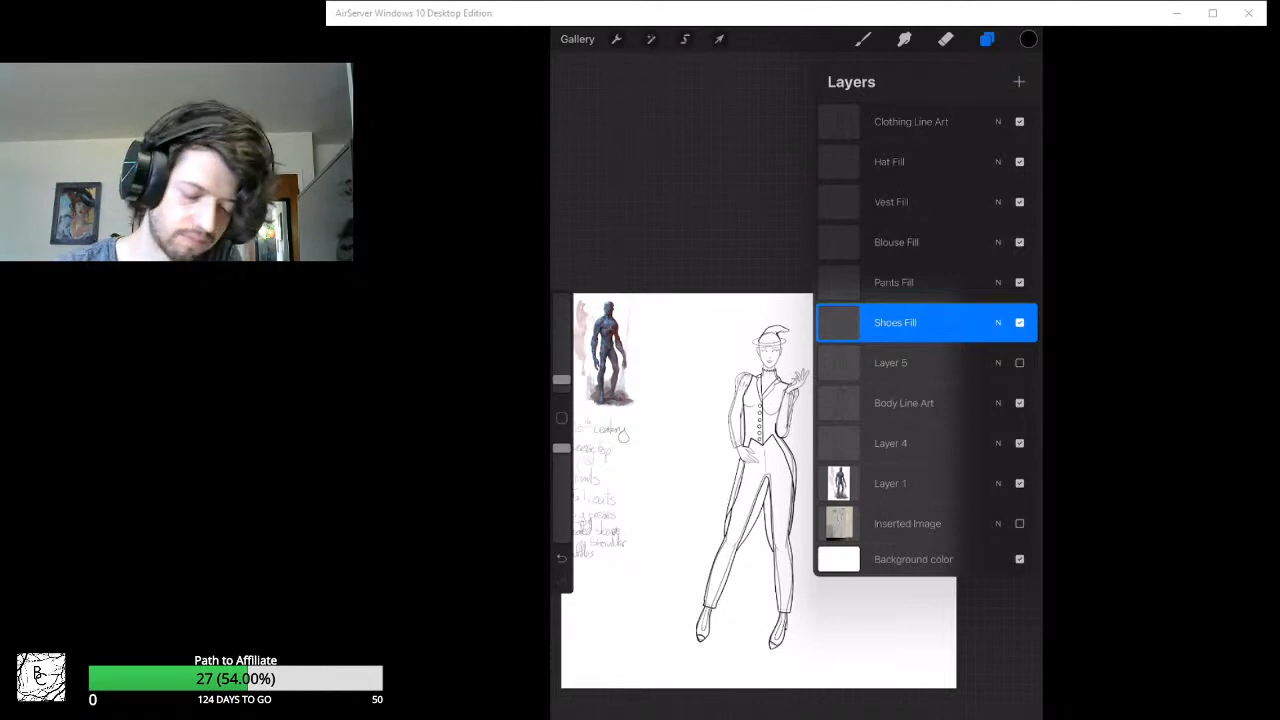 AirServer Windows 10 Desktop Edition
Gallery
Layers
Clothing Line Art N
Hat Fill N
Vest Fill N
Blouse Fill N
Pants Fill N
Shoes Fill N
Layer 5 N
Body Line Art N
Layer 4 N
Layer 1 N
Inserted Image N
Background color
Path to Affiliate
27 (54.00%)
0 124 DAYS TO GO 50